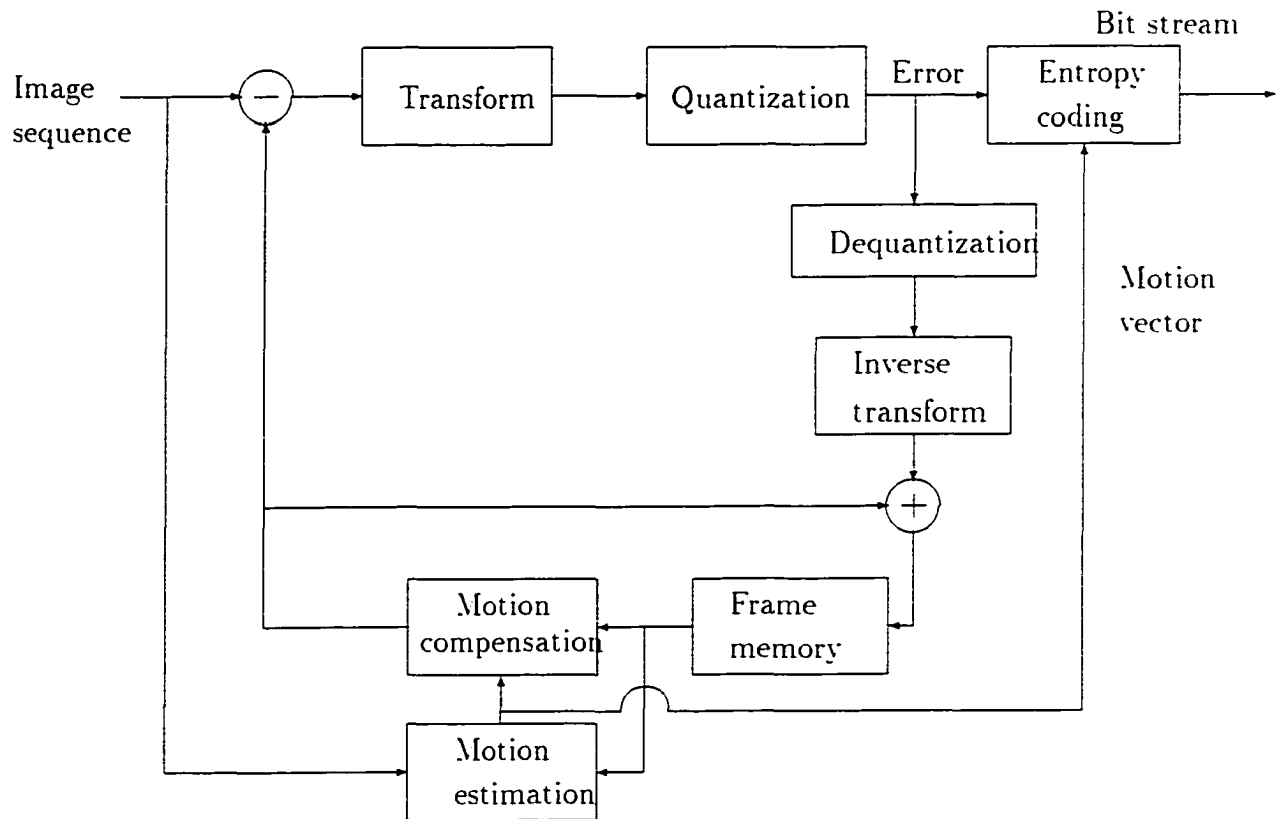 Bit stream
Image
sequence
−
Transform
Quantization
Error
Entropy
coding
Dequantization
Motion
vector
Inverse
transform
+
Motion
compensation
Frame
memory
Motion
estimation